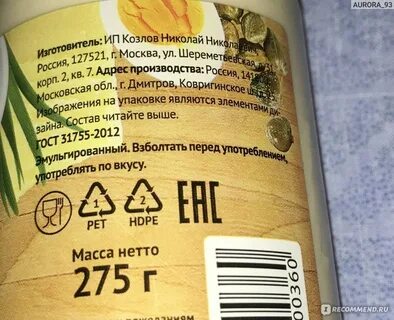 AURORA_93
Изготовитель: ИП Козлов Николай Николаевич
Россия, 127521, г. Москва, ул. Шереметьевская, д.
корп. 2, кв. 7. Адрес производства: Россия,
Московская обл., г. Дмитров, Ковригинское
Изображения на упаковке являются элементами ди-
зайна. Состав читайте выше.
ГОСТ 31755-2012
Эмульгированный. Взболтать перед употреблением,
употреблять по вкусу.
1 2
PET HDPE
EAC
Масса нетто
275 г
00360
IRECOMMEND.RU